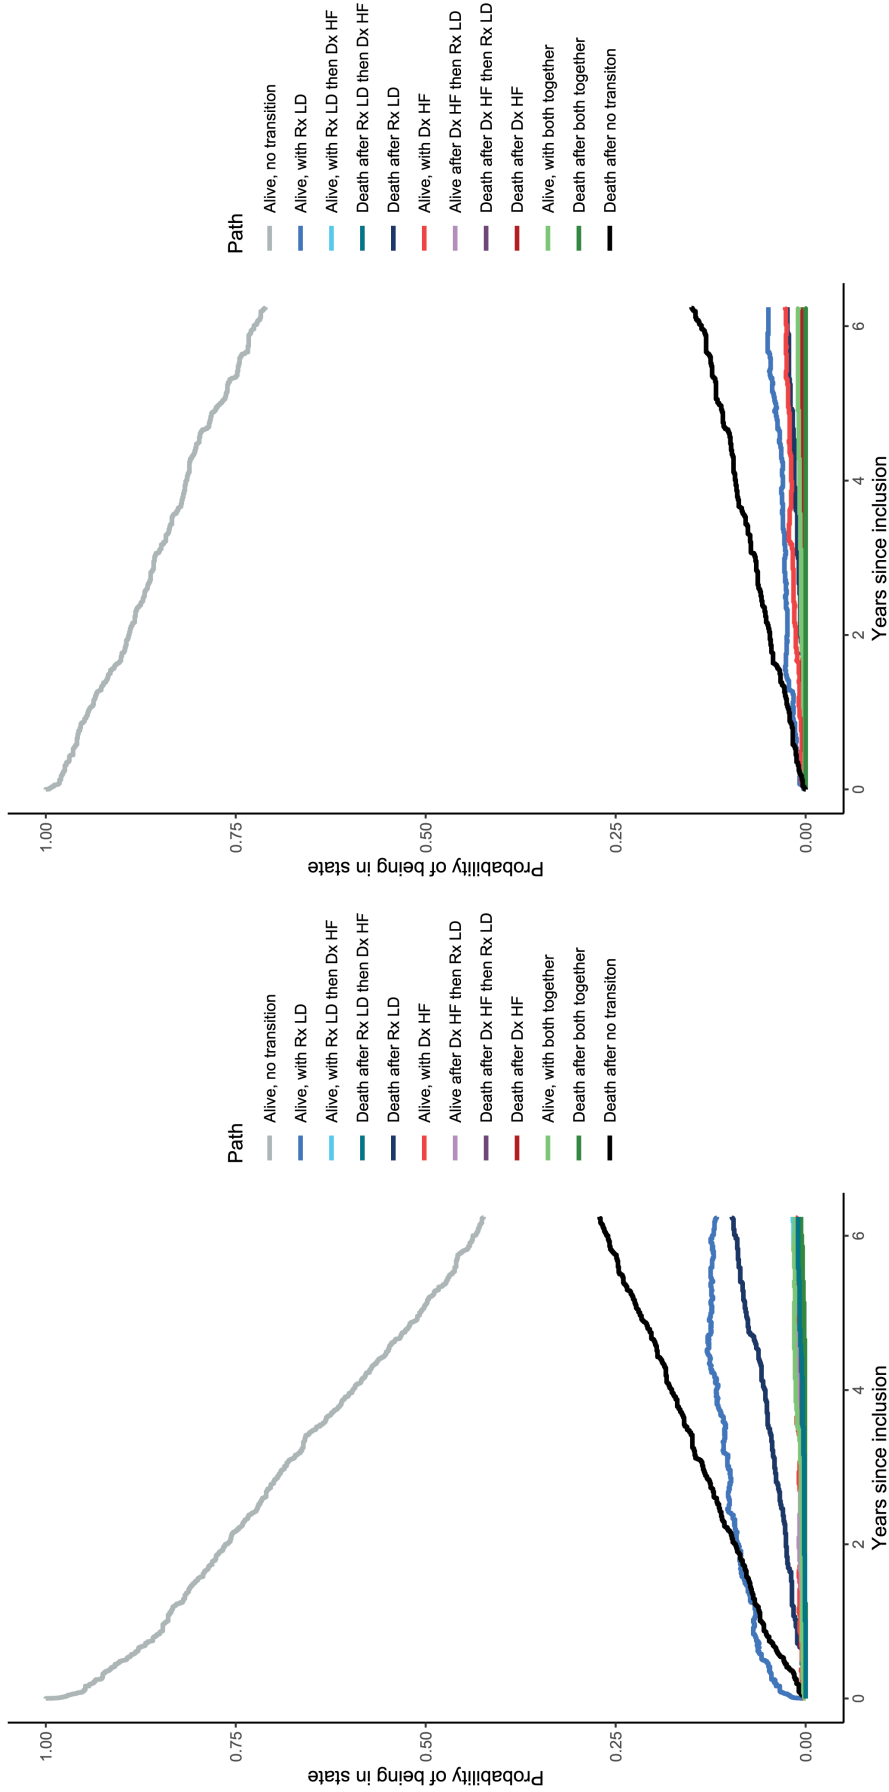 1.00
0.75
0.50
0.25
0.00
Probability of being in state
0
2
4
6
Years since inclusion
Path
Alive, no transition
Alive, with Rx LD
Alive, with Rx LD then Dx HF
Death after Rx LD then Dx HF
Death after Rx LD
Alive, with Dx HF
Alive after Dx HF then Rx LD
Death after Dx HF then Rx LD
Death after Dx HF
Alive, with both together
Death after both together
Death after no transiton
1.00
0.75
0.50
0.25
0.00
Probability of being in state
0
2
4
6
Years since inclusion
Path
Alive, no transition
Alive, with Rx LD
Alive, with Rx LD then Dx HF
Death after Rx LD then Dx HF
Death after Rx LD
Alive, with Dx HF
Alive after Dx HF then Rx LD
Death after Dx HF then Rx LD
Death after Dx HF
Alive, with both together
Death after both together
Death after no transiton